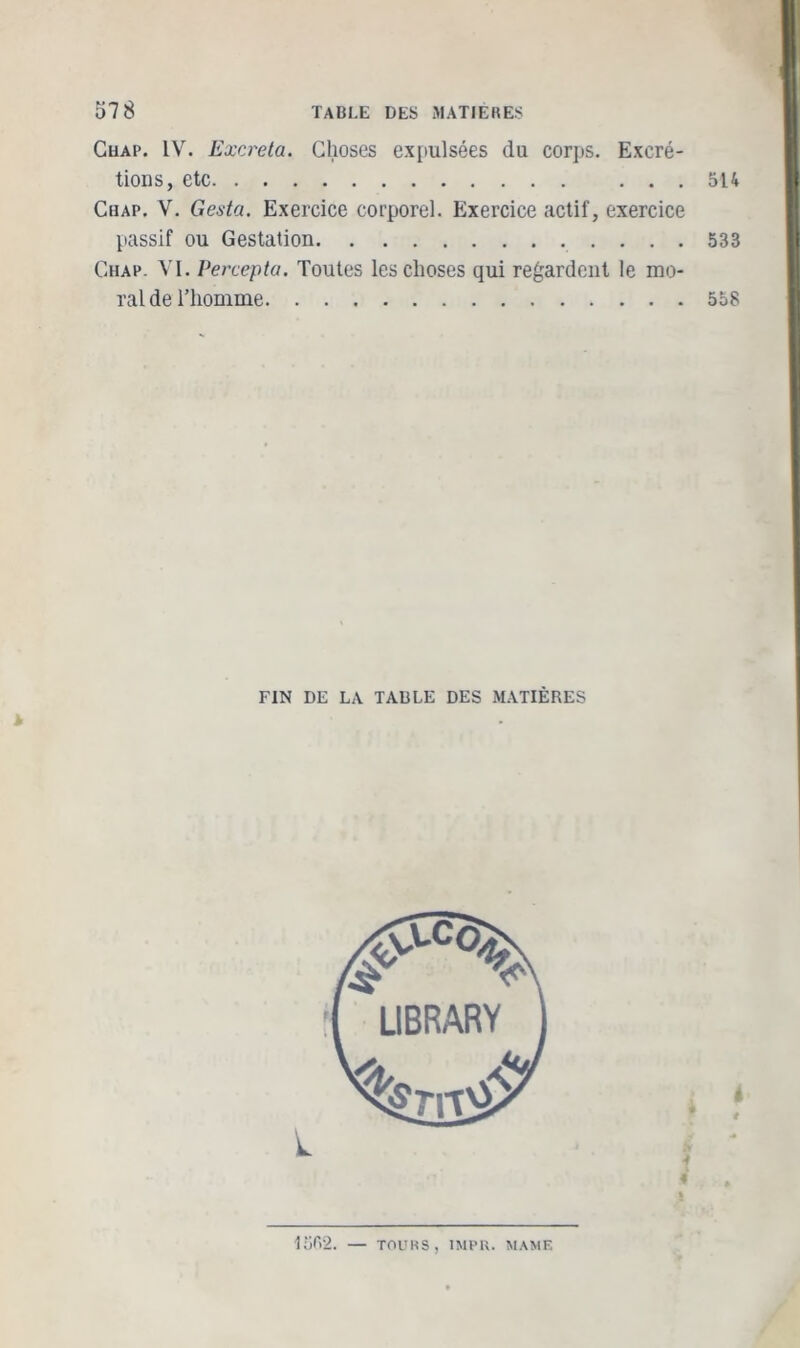 578 TABLE DES MATIÈRES
CHAP. IV. Excreta. Choses expulsées du corps. Excré-
tions, etc. . . . . . . . . . . . . . . . . 514
CHAP. V. Gesta. Exercice corporel. Exercice actif, exercice
passif ou Gestation. . . . . . . . . . . . . . 533
CHAP. VI. Percepta. Toutes les choses qui regardent le mo-
ral de l'homme. . . . . . . . . . . . . . . . 558
FIN DE LA TABLE DES MATIÈRES
WELLCOME
LIBRARY
INSTITUTE
1562. — TOURS, IMPR. MAME